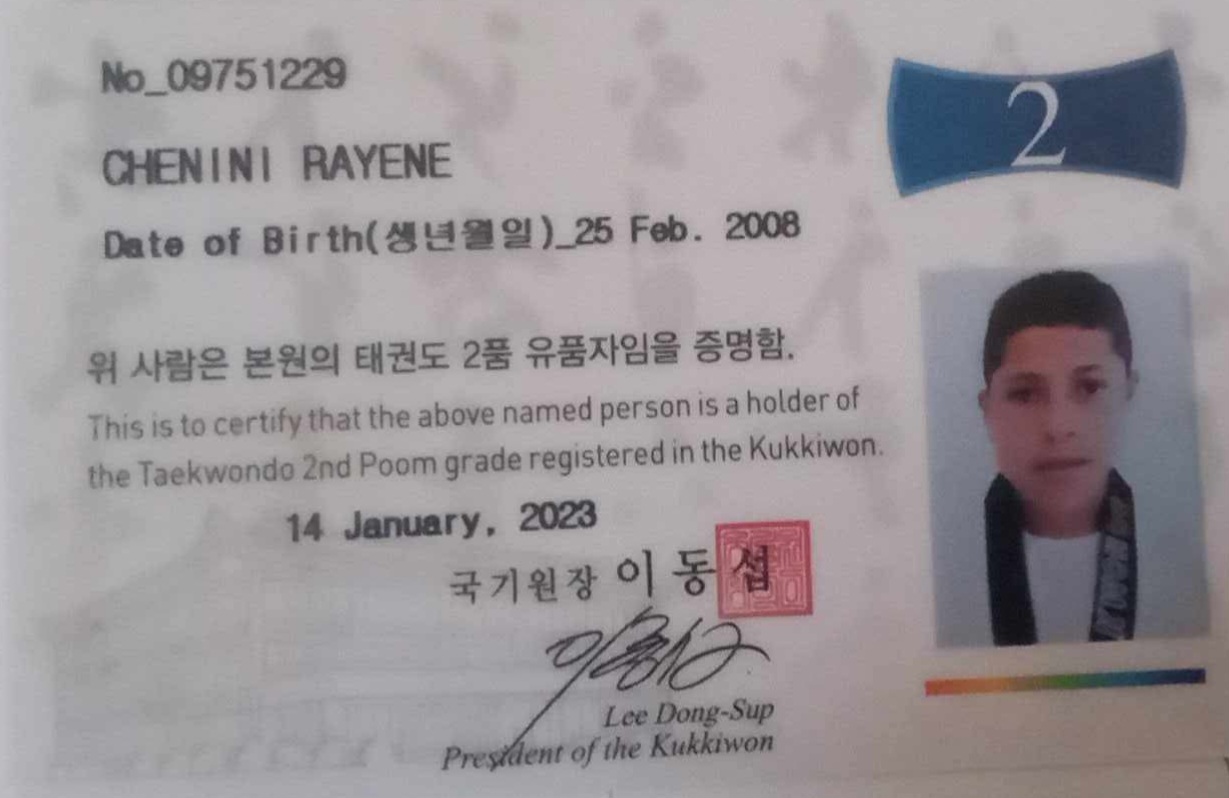 No_09751229
2
CHENINI RAYENE
Date of Birth(생년월일)_25 Feb. 2008
위 사람은 본원의 태권도 2품 유품자임을 증명함.
This is to certify that the above named person is a holder of
the Taekwondo 2nd Poom grade registered in the Kukkiwon.
14 January, 2023
국기원장 이동섭
Lee Dong-Sup
President of the Kukkiwon